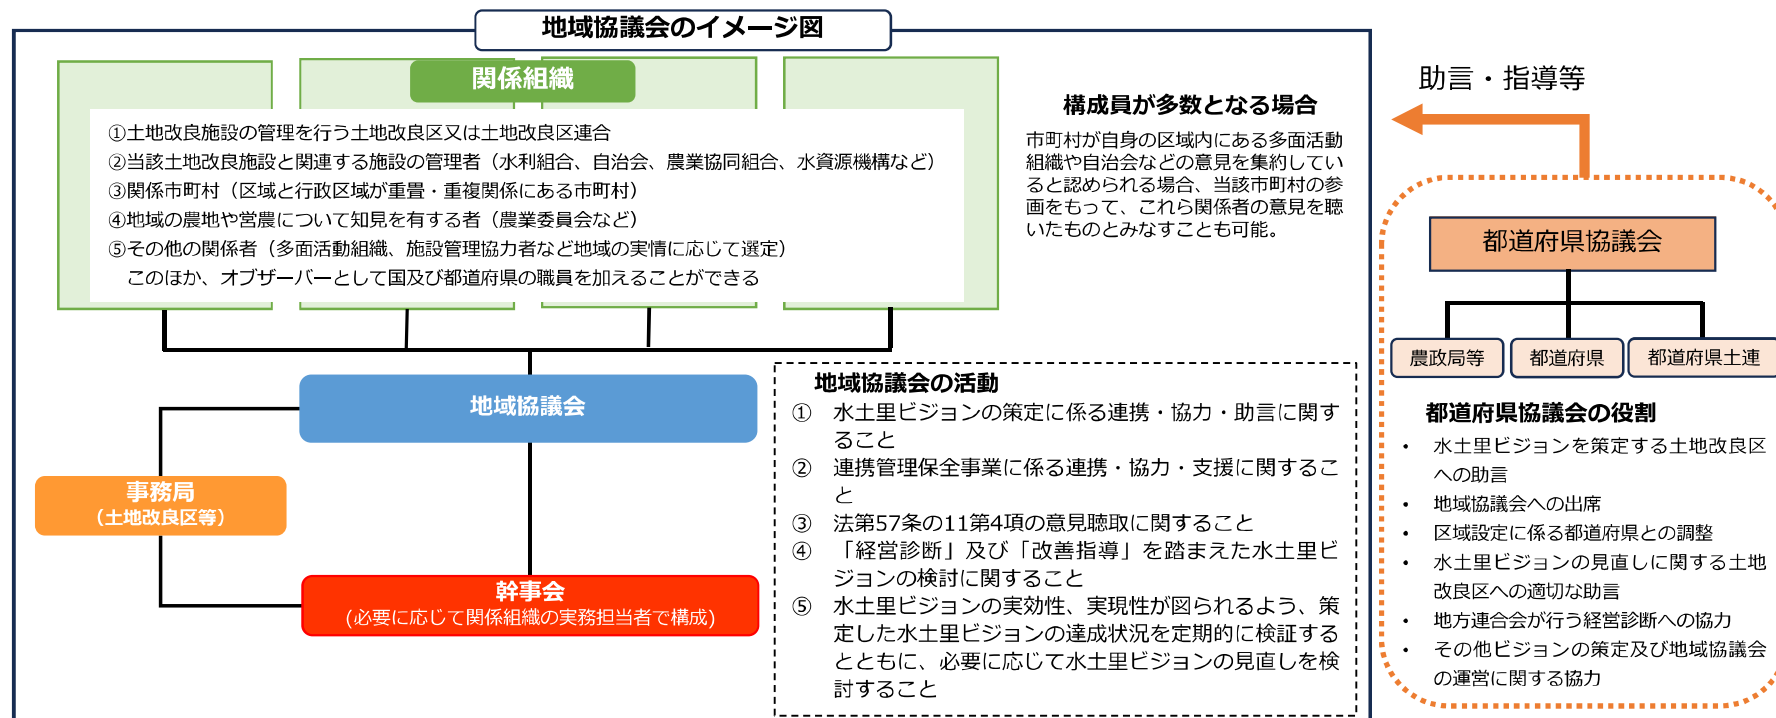 地域協議会のイメージ図
関係組織
①土地改良施設の管理を行う土地改良区又は土地改良区連合
②当該土地改良施設と関連する施設の管理者（水利組合、自治会、農業協同組合、水資源機構など）
③関係市町村（区域と行政区域が重畳・重複関係にある市町村）
④地域の農地や営農について知見を有する者（農業委員会など）
⑤その他の関係者（多面活動組織、施設管理協力者など地域の実情に応じて選定）
このほか、オブザーバーとして国及び都道府県の職員を加えることができる
構成員が多数となる場合
市町村が自身の区域内にある多面活動
組織や自治会などの意見を集約してい
ると認められる場合、当該市町村の参
画をもって、これら関係者の意見を聴
いたものとみなすことも可能。
地域協議会
事務局
（土地改良区等）
幹事会
(必要に応じて関係組織の実務担当者で構成)
地域協議会の活動
① 水土里ビジョンの策定に係る連携・協力・助言に関す
ること
② 連携管理保全事業に係る連携・協力・支援に関するこ
と
③ 法第57条の11第4項の意見聴取に関すること
④ 「経営診断」及び「改善指導」を踏まえた水土里ビ
ジョンの検討に関すること
⑤ 水土里ビジョンの実効性、実現性が図られるよう、策
定した水土里ビジョンの達成状況を定期的に検証する
とともに、必要に応じて水土里ビジョンの見直しを検
討すること
助言・指導等
都道府県協議会
農政局等
都道府県
都道府県土連
都道府県協議会の役割
・ 水土里ビジョンを策定する土地改良区
への助言
・ 地域協議会への出席
・ 区域設定に係る都道府県との調整
・ 水土里ビジョンの見直しに関する土地
改良区への適切な助言
・ 地方連合会が行う経営診断への協力
・ その他ビジョンの策定及び地域協議会
の運営に関する協力